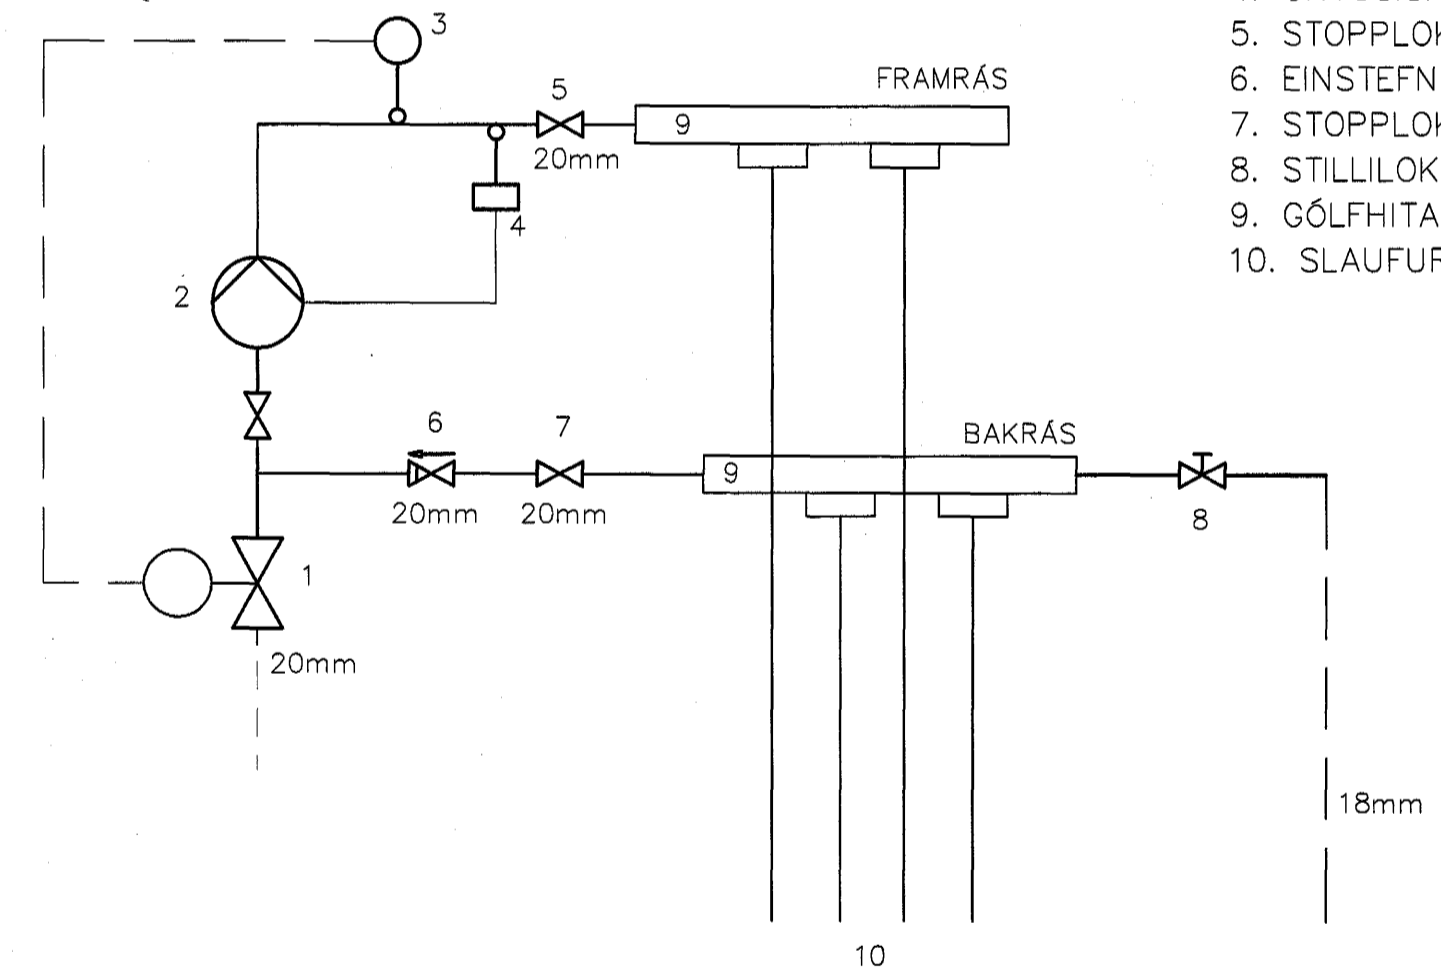 3
FRAMRÁS
5
9
20mm
4
2
5. STOPPLOK
6. EINSTEFN
7. STOPPLOK
8. STILLILOK
9. GÓLFHITA
10. SLAUFUR
6
7
BAKRÁS
9
20mm
20mm
8
1
20mm
18mm
10